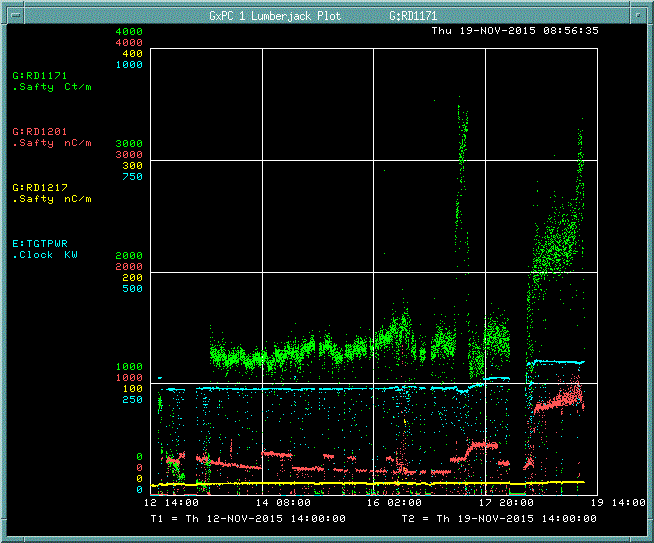 GxPC 1 Lumberjack Plot G:RD1171
Thu 19-NOV-2015 08:56:35
4000
4000
400
1000
G:RD1171
.Safty Ct/m
G:RD1201
.Safty nC/m
3000
3000
300
750
G:RD1217
.Safty nC/m
E:TGTPWR
.Clock KW
2000
2000
200
500
1000
1000
100
250
0
0
0
0
12 14:00 14 08:00 16 02:00 17 20:00 19 14:00
T1 = Th 12-NOV-2015 14:00:00 T2 = Th 19-NOV-2015 14:00:00